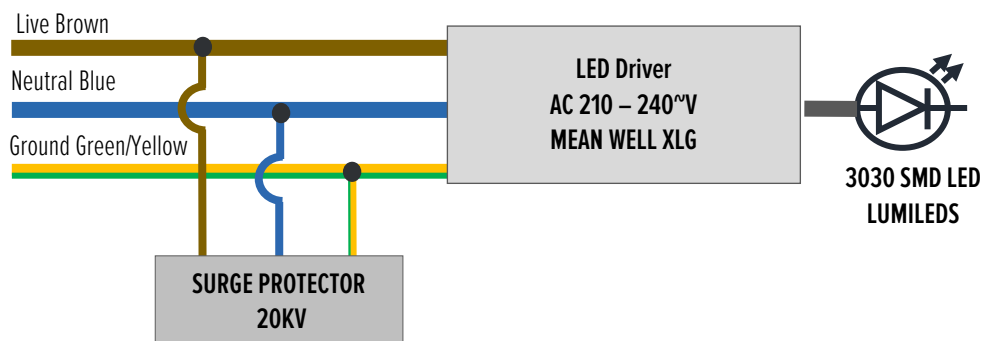 Live Brown
Neutral Blue
Ground Green/Yellow
LED Driver
AC 210 – 240~V
MEAN WELL XLG
3030 SMD LED
LUMILEDS
SURGE PROTECTOR
20KV